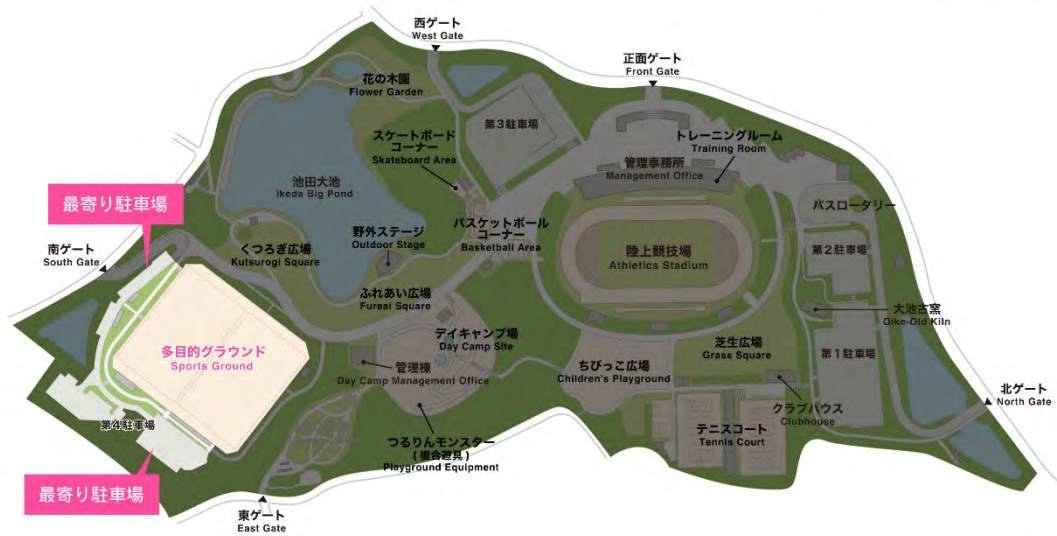 西ゲート
West Gate
正面ゲート
Front Gate
花の木園
Flower Garden
スケートボード
コーナー
Skateboard Area
第3駐車場
トレーニングルーム
Training Room
管理事務所
Management Office
池田大池
Ikeda Big Pond
最寄り駐車場
バスロータリー
バスケットボール
コーナー
Basketball Area
野外ステージ
Outdoor Stage
くつろぎ広場
Kutsurogi Square
南ゲート
South Gate
陸上競技場
Athletics Stadium
第2駐車場
ふれあい広場
Fureai Square
大池古窯
Oike-Old Kiln
デイキャンプ場
Day Camp Site
芝生広場
Grass Square
第1駐車場
多目的グラウンド
Sports Ground
管理棟
Day Camp Management Office
ちびっこ広場
Children's Playground
北ゲート
North Gate
クラブハウス
Clubhouse
第4駐車場
テニスコート
Tennis Court
つるりんモンスター
(複合遊具)
Playground Equipment
最寄り駐車場
東ゲート
East Gate